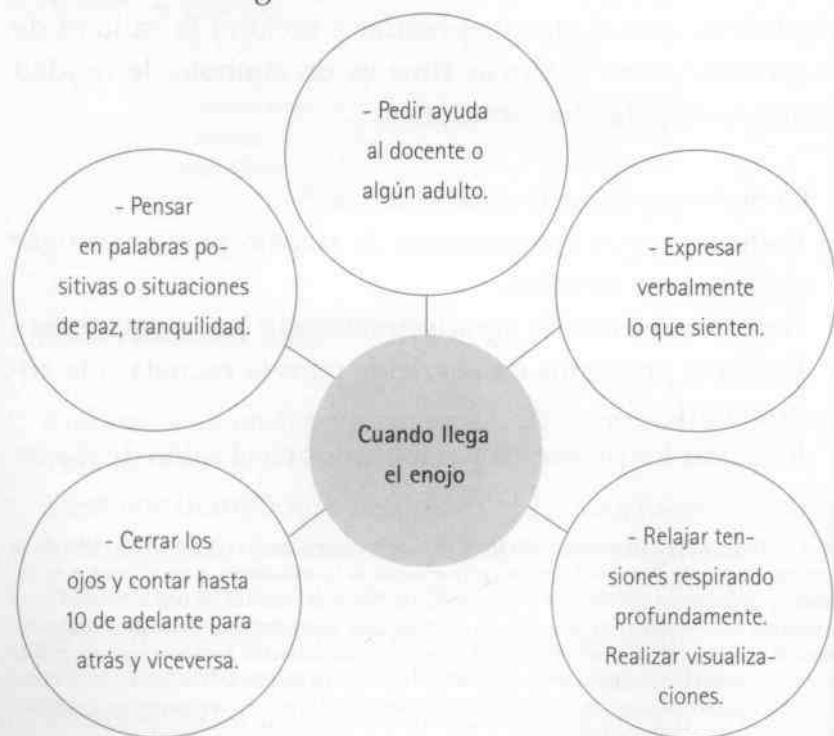 - Pedir ayuda
al docente o
algún adulto.
- Pensar
en palabras po-
sitivas o situaciones
de paz, tranquilidad.
- Expresar
verbalmente
lo que sienten.
Cuando llega
el enojo
- Cerrar los
ojos y contar hasta
10 de adelante para
atrás y viceversa.
- Relajar ten-
siones respirando
profundamente.
Realizar visualiza-
ciones.